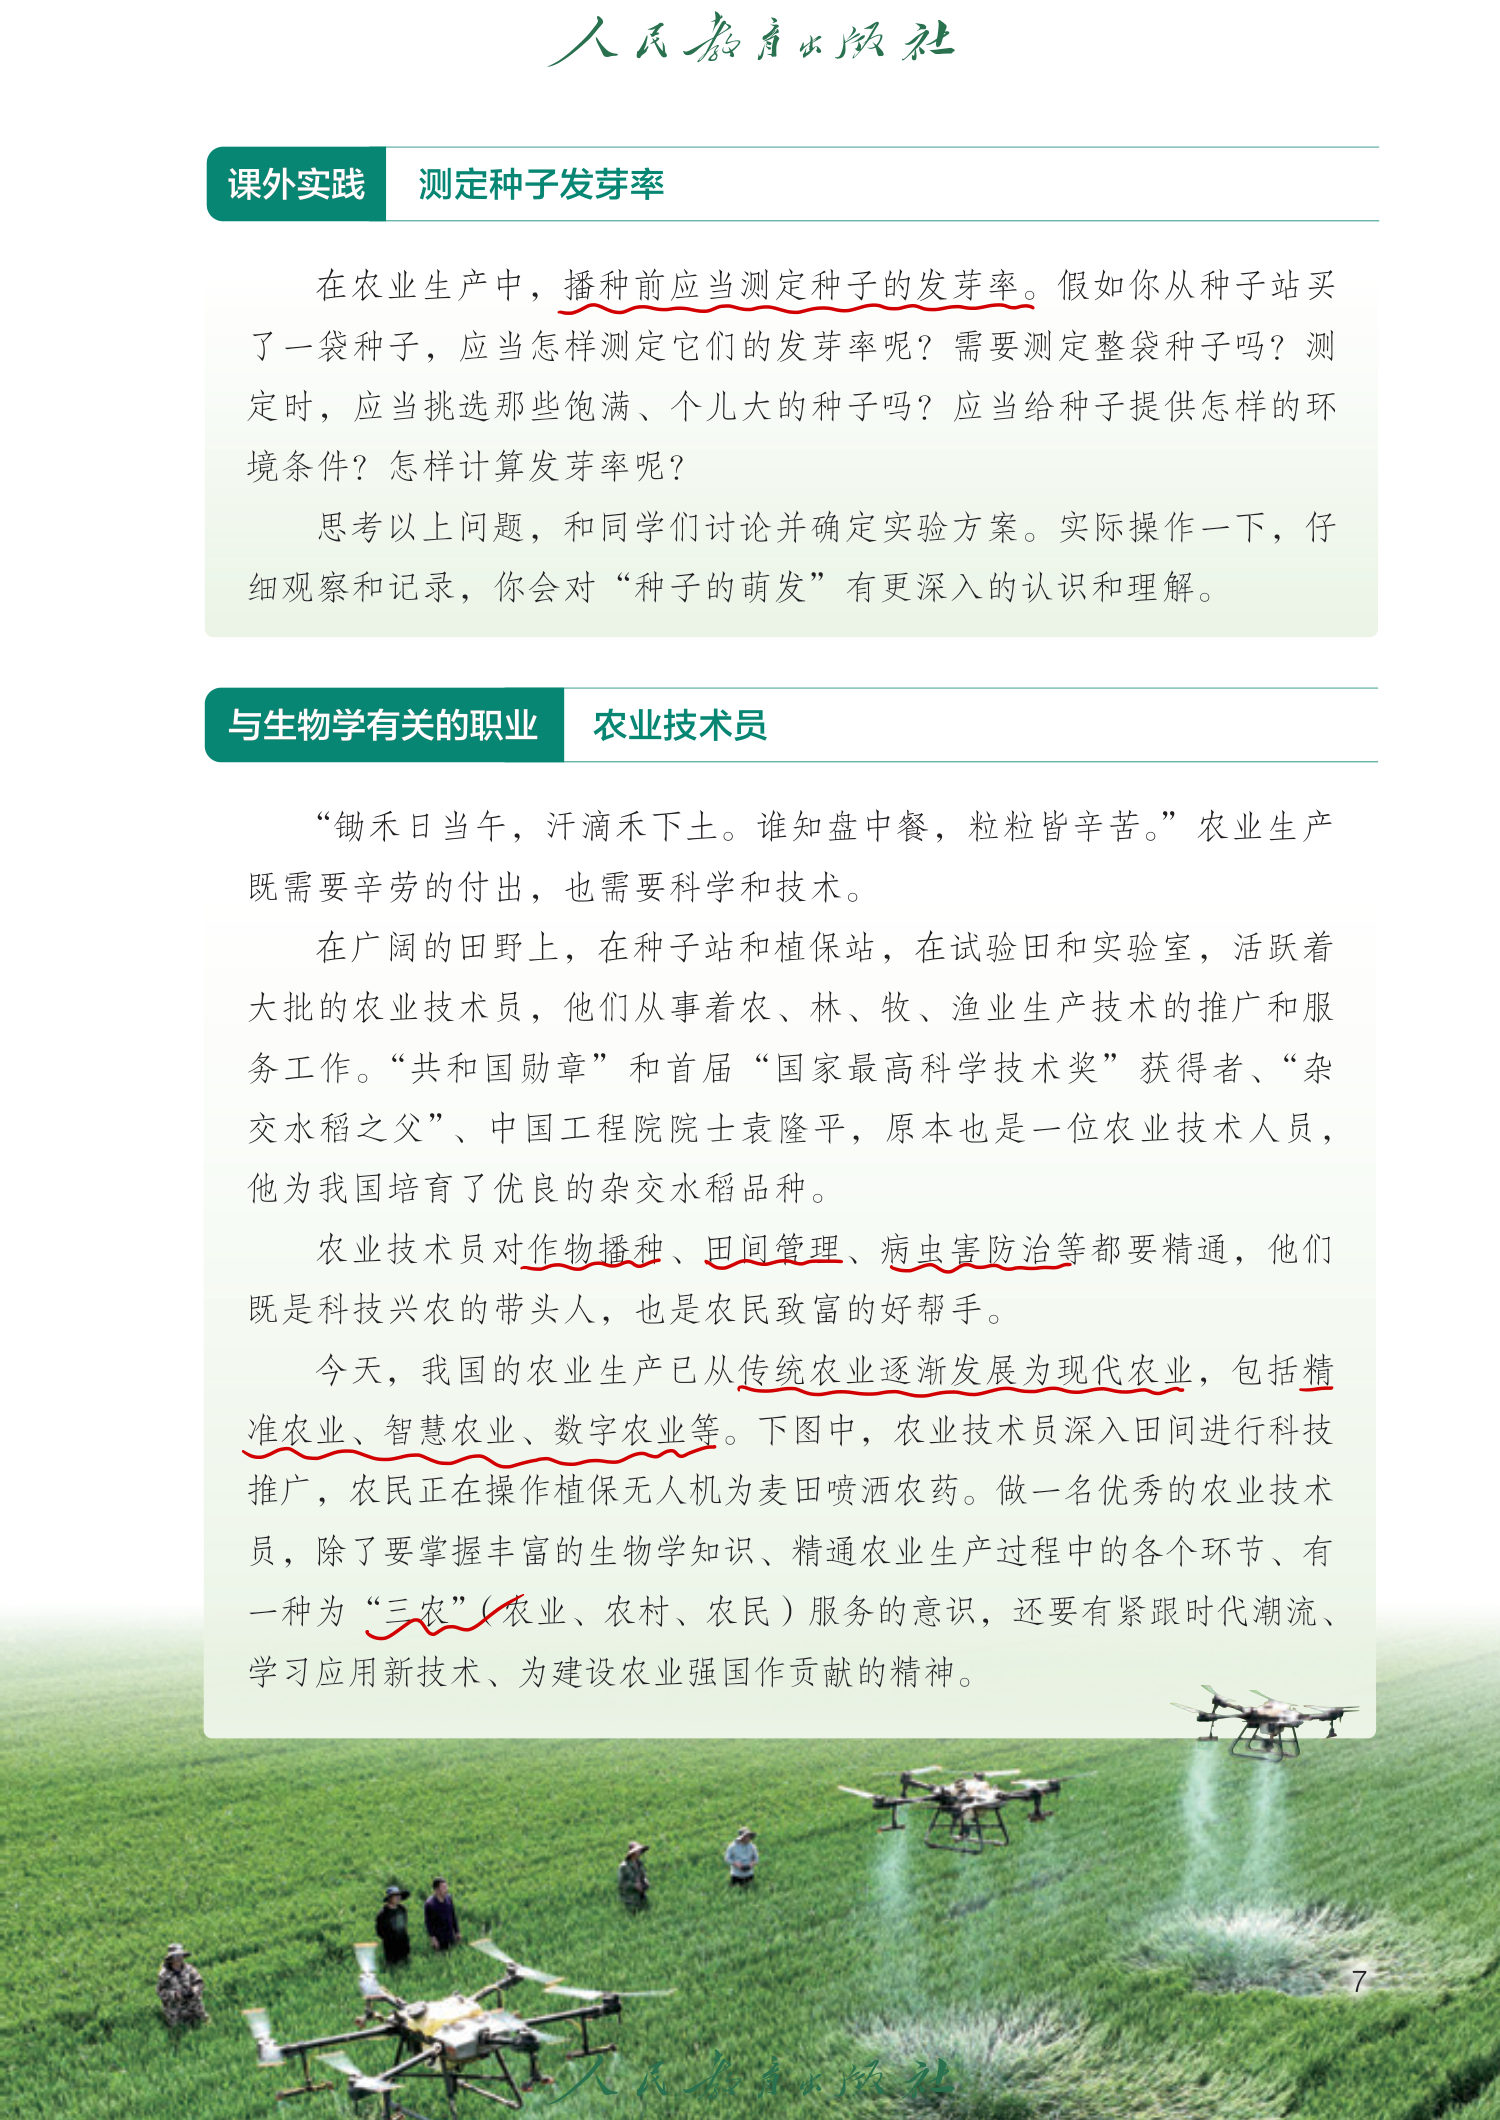 人民教育出版社
课外实践 测定种子发芽率
在农业生产中，播种前应当测定种子的发芽率。假如你从种子站买
了一袋种子，应当怎样测定它们的发芽率呢？需要测定整袋种子吗？测
定时，应当挑选那些饱满、个儿大的种子吗？应当给种子提供怎样的环
境条件？怎样计算发芽率呢？
思考以上问题，和同学们讨论并确定实验方案。实际操作一下，仔
细观察和记录，你会对“种子的萌发”有更深入的认识和理解。
与生物学有关的职业 农业技术员
“锄禾日当午，汗滴禾下土。谁知盘中餐，粒粒皆辛苦。”农业生产
既需要辛劳的付出，也需要科学和技术。
在广阔的田野上，在种子站和植保站，在试验田和实验室，活跃着
大批的农业技术员，他们从事着农、林、牧、渔业生产技术的推广和服
务工作。“共和国勋章”和首届“国家最高科学技术奖”获得者、“杂
交水稻之父”、中国工程院院士袁隆平，原本也是一位农业技术人员，
他为我国培育了优良的杂交水稻品种。
农业技术员对作物播种、田间管理、病虫害防治等都要精通，他们
既是科技兴农的带头人，也是农民致富的好帮手。
今天，我国的农业生产已从传统农业逐渐发展为现代农业，包括精
准农业、智慧农业、数字农业等。下图中，农业技术员深入田间进行科技
推广，农民正在操作植保无人机为麦田喷洒农药。做一名优秀的农业技术
员，除了要掌握丰富的生物学知识、精通农业生产过程中的各个环节、有
一种为“三农”（农业、农村、农民）服务的意识，还要有紧跟时代潮流、
学习应用新技术、为建设农业强国作贡献的精神。
7
人民教育出版社